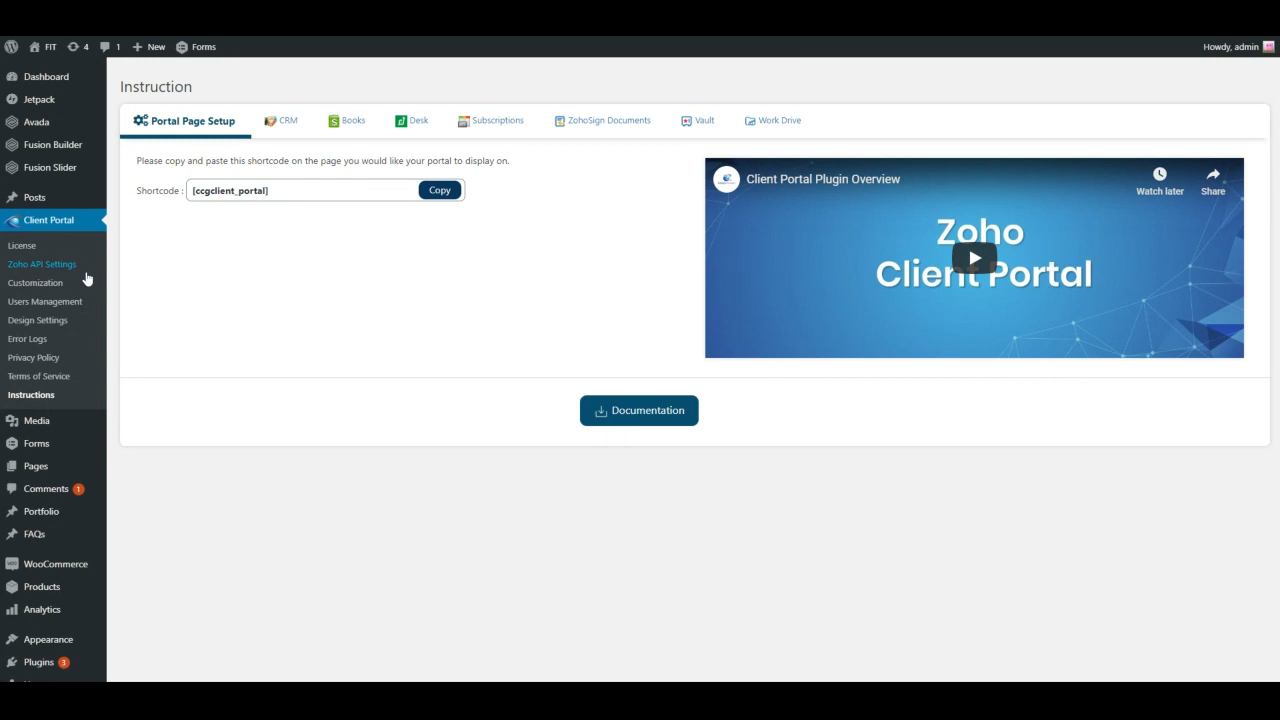 FIT
4
1
New
Forms
Howdy, admin
Dashboard
Jetpack
Avada
Fusion Builder
Fusion Slider
Posts
Client Portal
License
Zoho API Settings
Customization
Users Management
Design Settings
Error Logs
Privacy Policy
Terms of Service
Instructions
Media
Forms
Pages
Comments 1
Portfolio
FAQs
WooCommerce
Products
Analytics
Appearance
Plugins 3
Instruction
Portal Page Setup
CRM
Books
Desk
Subscriptions
ZohoSign Documents
Vault
Work Drive
Please copy and paste this shortcode on the page you would like your portal to display on.
Shortcode : [ccgclient_portal] Copy
Client Portal Plugin Overview
Watch later
Share
Zoho
Client Portal
Documentation